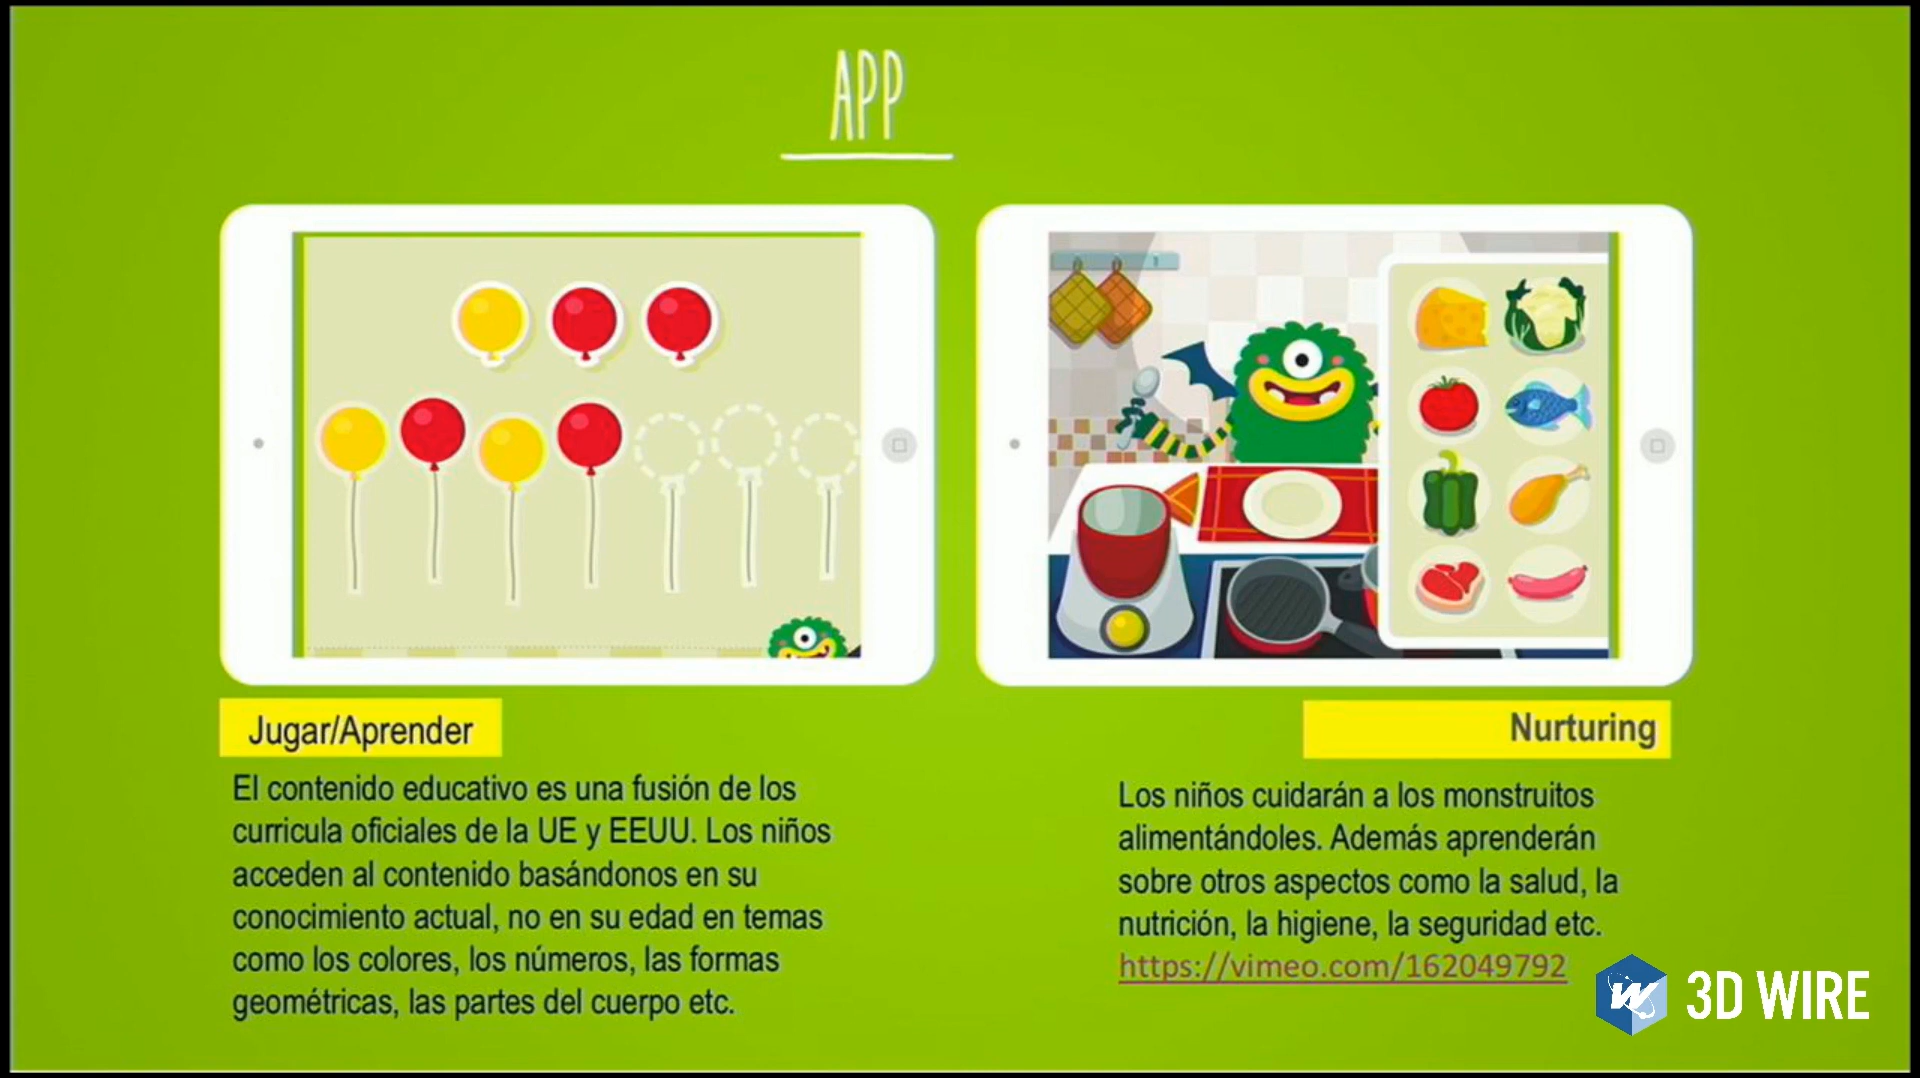 APP
Jugar/Aprender
El contenido educativo es una fusión de los
curricula oficiales de la UE y EEUU. Los niños
acceden al contenido basándonos en su
conocimiento actual, no en su edad en temas
como los colores, los números, las formas
geométricas, las partes del cuerpo etc.
Nurturing
Los niños cuidarán a los monstruitos
alimentándoles. Además aprenderán
sobre otros aspectos como la salud, la
nutrición, la higiene, la seguridad etc.
https://vimeo.com/162049792
W 3D WIRE